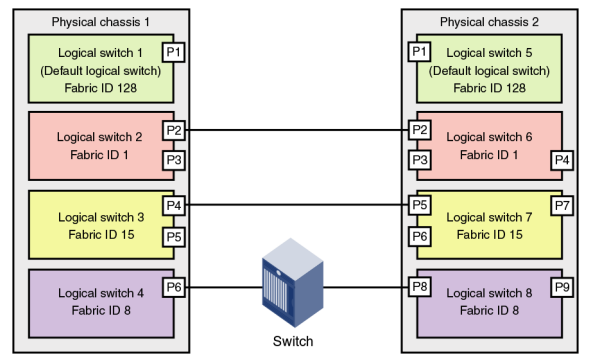 Physical chassis 1
Logical switch 1
(Default logical switch)
Fabric ID 128
P1
Logical switch 2
Fabric ID 1
P2
P3
Logical switch 3
Fabric ID 15
P4
P5
Logical switch 4
Fabric ID 8
P6
Switch
Physical chassis 2
P1
Logical switch 5
(Default logical switch)
Fabric ID 128
P2
P3
Logical switch 6
Fabric ID 1
P4
P5
P6
Logical switch 7
Fabric ID 15
P7
P8
Logical switch 8
Fabric ID 8
P9